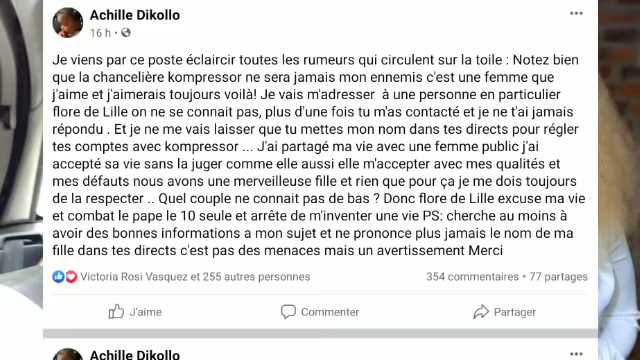 Achille Dikollo
16 h
Je viens par ce poste éclaircir toutes les rumeurs qui circulent sur la toile : Notez bien
que la chancelière kompressor ne sera jamais mon ennemis c'est une femme que
j'aime et j'aimerais toujours voilà! Je vais m'adresser à une personne en particulier
flore de Lille on ne se connait pas, plus d'une fois tu m'as contacté et je ne t'ai jamais
répondu . Et je ne me vais laisser que tu mettes mon nom dans tes directs pour régler
tes comptes avec kompressor ... J'ai partagé ma vie avec une femme public j'ai
accepté sa vie sans la juger comme elle aussi elle m'accepter avec mes qualités et
mes défauts nous avons une merveilleuse fille et rien que pour ça je me dois toujours
de la respecter .. Quel couple ne connait pas de bas ? Donc flore de Lille excuse ma vie
et combat le pape le 10 seule et arrête de m'inventer une vie PS: cherche au moins à
avoir des bonnes informations a mon sujet et ne prononce plus jamais le nom de ma
fille dans tes directs c'est pas des menaces mais un avertissement Merci
Victoria Rosi Vasquez et 255 autres personnes
354 commentaires • 77 partages
J'aime
Commenter
Partager
Achille Dikollo